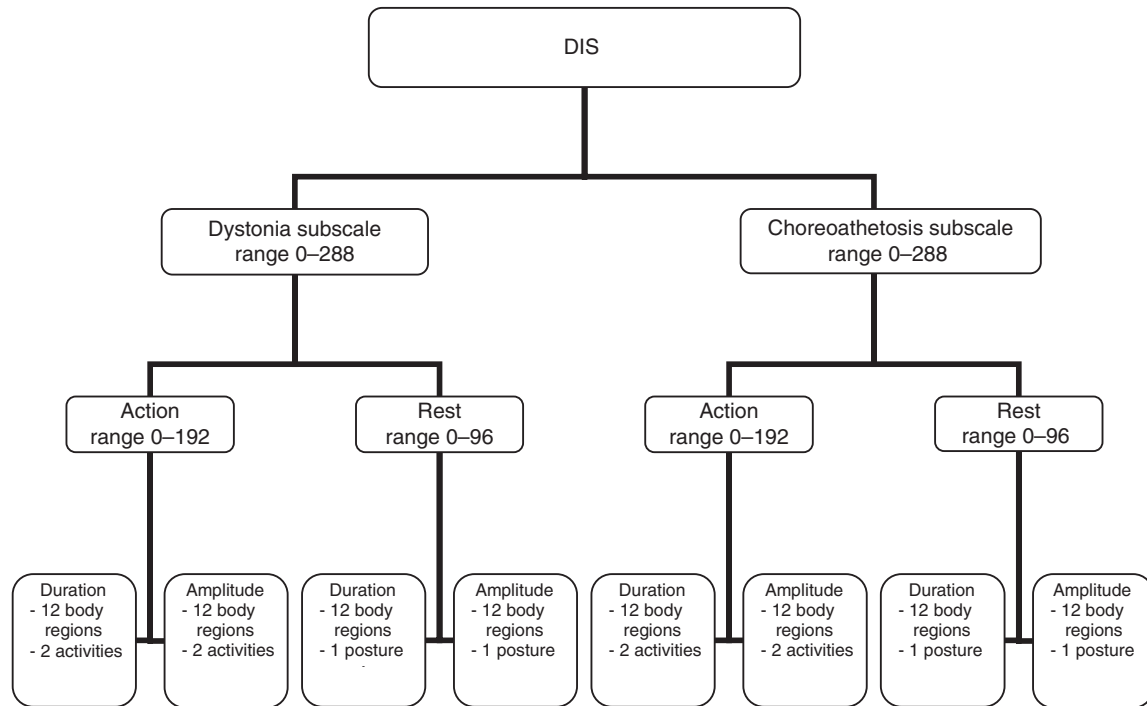 DIS
Dystonia subscale
range 0–288
Choreoathetosis subscale
range 0–288
Action
range 0–192
Rest
range 0–96
Action
range 0–192
Rest
range 0–96
Duration
- 12 body
regions
- 2 activities
Amplitude
- 12 body
regions
- 2 activities
Duration
- 12 body
regions
- 1 posture
Amplitude
- 12 body
regions
- 1 posture
Duration
- 12 body
regions
- 2 activities
Amplitude
- 12 body
regions
- 2 activities
Duration
- 12 body
regions
- 1 posture
Amplitude
- 12 body
regions
- 1 posture